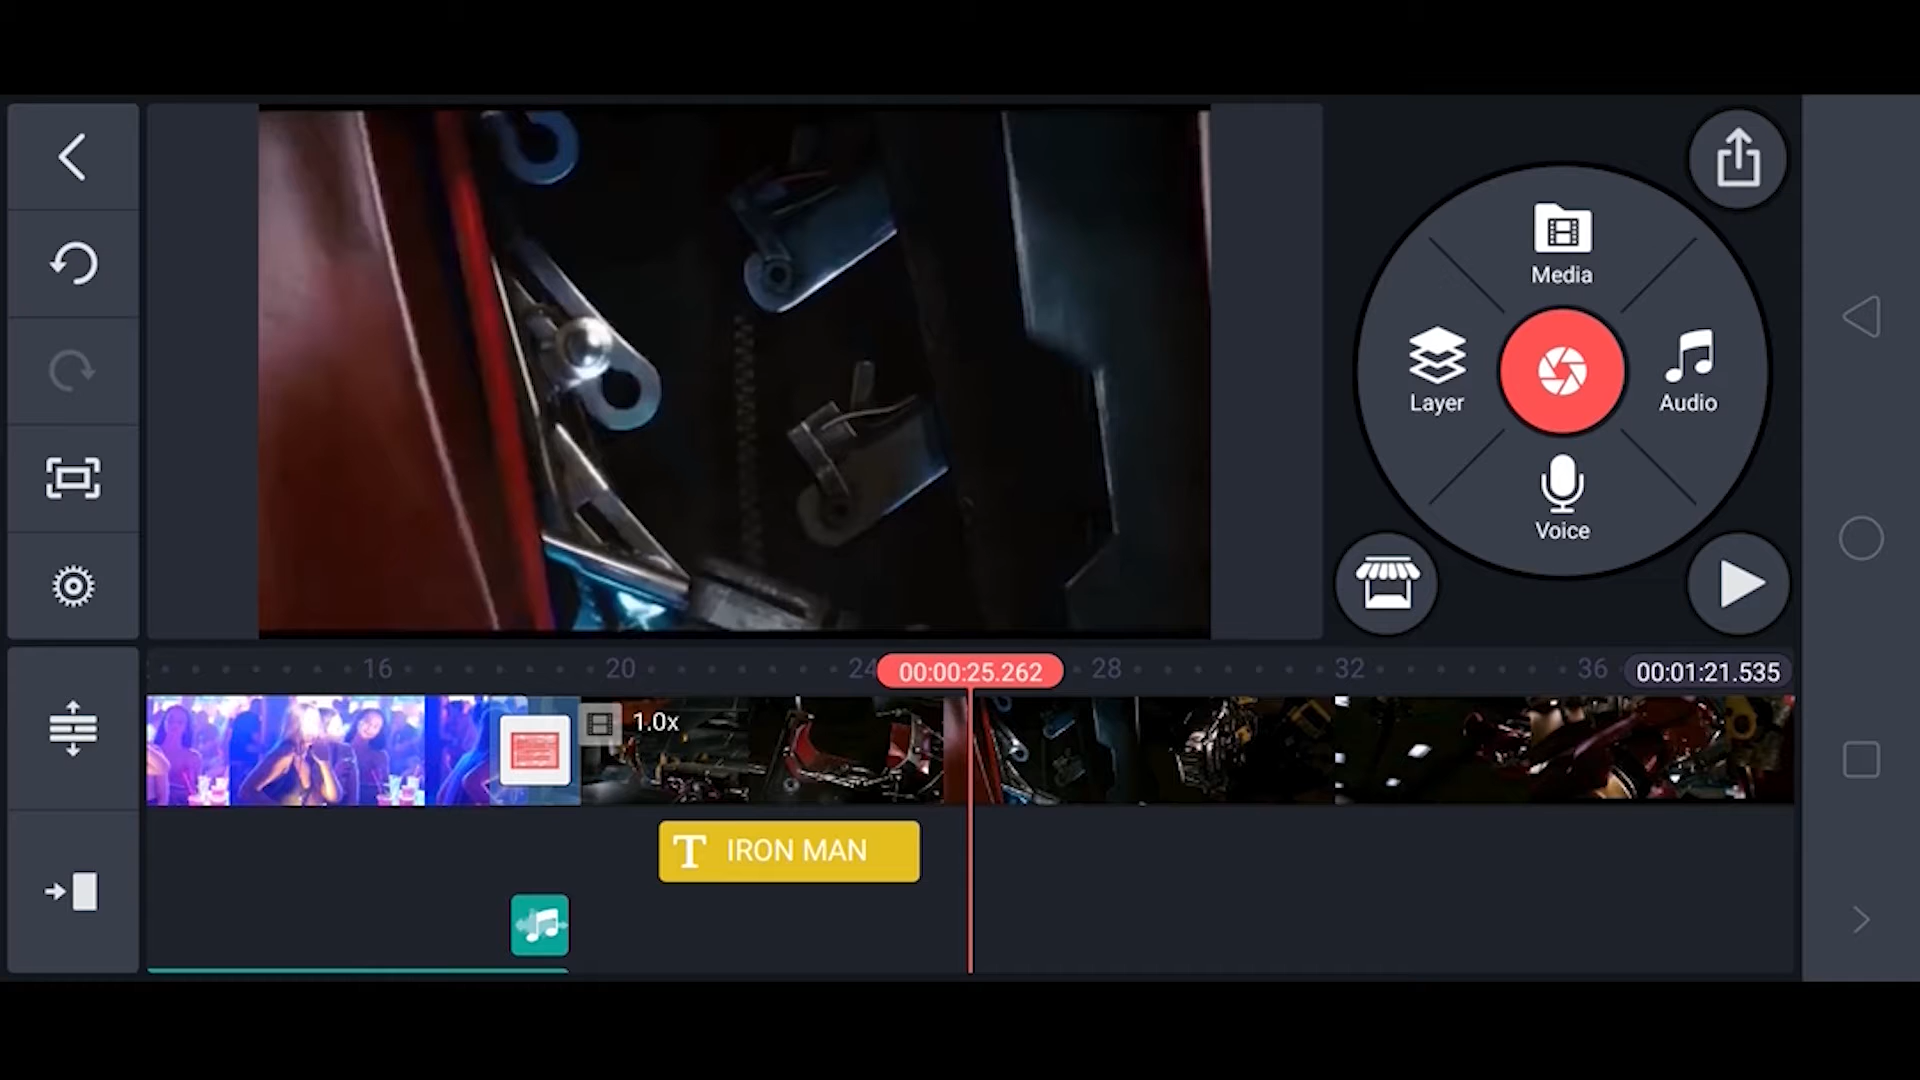 Media
Layer
Audio
Voice
16
20
24
00:00:25.262
28
32
36
00:01:21.535
1.0x
T IRON MAN